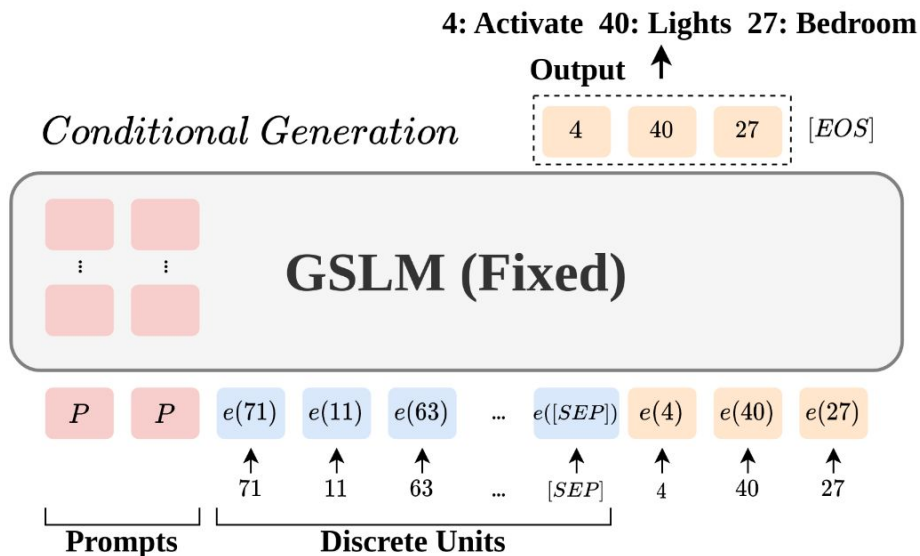 4: Activate 40: Lights 27: Bedroom
Output
Conditional Generation
4 40 27 [EOS]
GSLM (Fixed)
P P e(71) e(11) e(63) ... e([SEP]) e(4) e(40) e(27)
71 11 63 ... [SEP] 4 40 27
Prompts Discrete Units